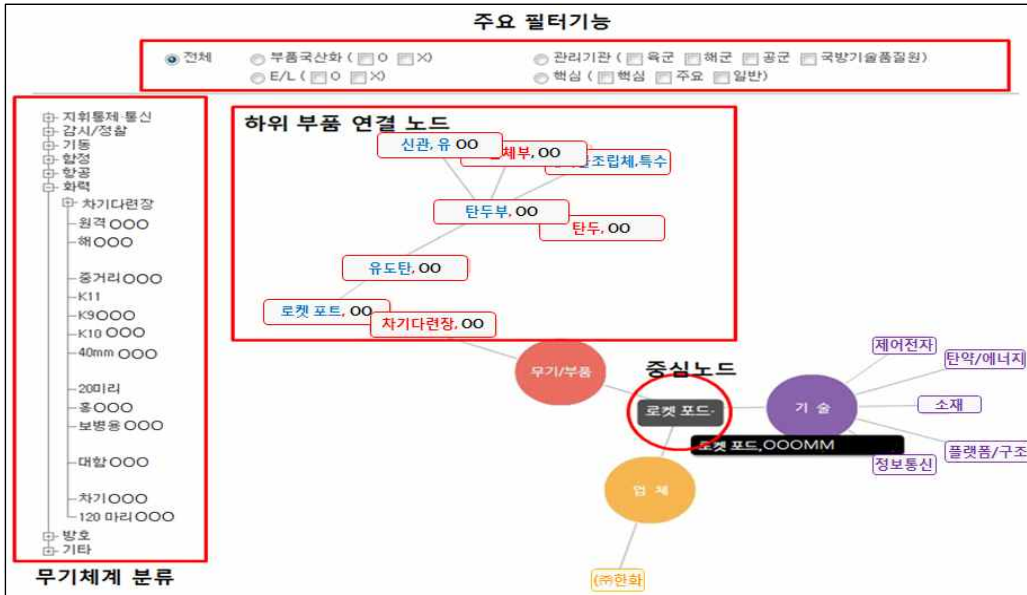 주요 필터기능
전체 부품국산화 ( O X) 관리기관 ( 육군 해군 공군 국방기술품질원)
E/L ( O X) 핵심 ( 핵심 주요 일반)
지휘통제·통신
감시/정찰
기동
함정
항공
화력
차기다련장
원격OOO
해OOO
중거리OOO
K11
K9OOO
K10 OOO
40mm OOO
20미리
홍OOO
보병용OOO
대함OOO
차기OOO
120 마리OOO
방호
기타
무기체계 분류
하위 부품 연결 노드
신관, 유 OO
체부, OO
조립체,특수
탄두부, OO
탄두, OO
유도탄, OO
로켓 포트, OO
차기다련장, OO
무기/부품
중심노드
로켓 포드-
로켓 포드,OOOMM
기 술
제어전자
탄약/에너지
소재
플랫폼/구조
정보통신
업 체
(㈜한화